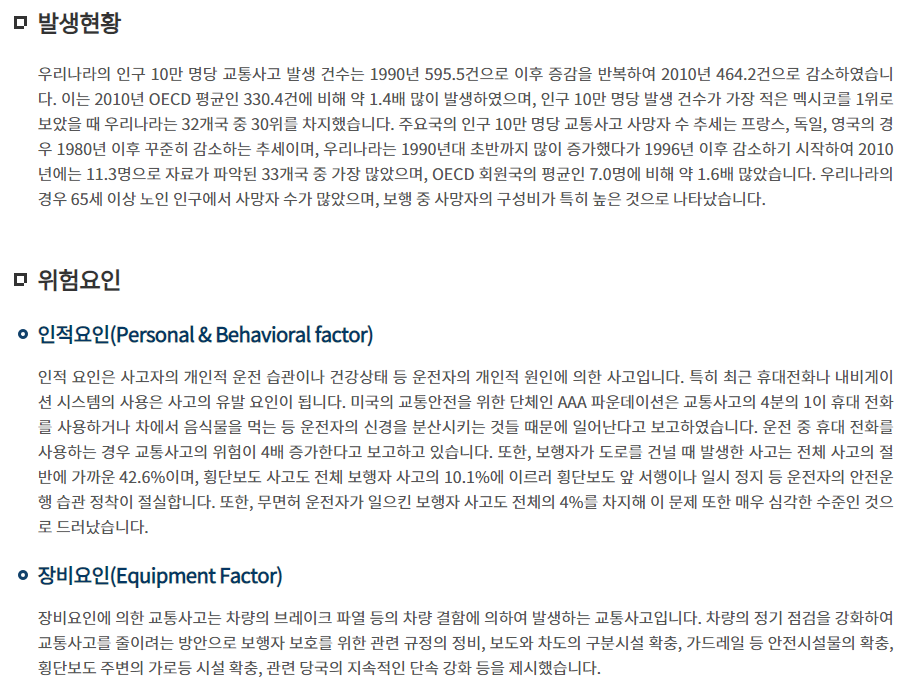 발생현황
우리나라의 인구 10만 명당 교통사고 발생 건수는 1990년 595.5건으로 이후 증감을 반복하여 2010년 464.2건으로 감소하였습니
다. 이는 2010년 OECD 평균인 330.4건에 비해 약 1.4배 많이 발생하였으며, 인구 10만 명당 발생 건수가 가장 적은 멕시코를 1위로
보았을 때 우리나라는 32개국 중 30위를 차지했습니다. 주요국의 인구 10만 명당 교통사고 사망자 수 추세는 프랑스, 독일, 영국의 경
우 1980년 이후 꾸준히 감소하는 추세이며, 우리나라는 1990년대 초반까지 많이 증가했다가 1996년 이후 감소하기 시작하여 2010
년에는 11.3명으로 자료가 파악된 33개국 중 가장 많았으며, OECD 회원국의 평균인 7.0명에 비해 약 1.6배 많았습니다. 우리나라의
경우 65세 이상 노인 인구에서 사망자 수가 많았으며, 보행 중 사망자의 구성비가 특히 높은 것으로 나타났습니다.
위험요인
인적요인(Personal & Behavioral factor)
인적 요인은 사고자의 개인적 운전 습관이나 건강상태 등 운전자의 개인적 원인에 의한 사고입니다. 특히 최근 휴대전화나 내비게이
션 시스템의 사용은 사고의 유발 요인이 됩니다. 미국의 교통안전을 위한 단체인 AAA 파운데이션은 교통사고의 4분의 1이 휴대 전화
를 사용하거나 차에서 음식물을 먹는 등 운전자의 신경을 분산시키는 것들 때문에 일어난다고 보고하였습니다. 운전 중 휴대 전화를
사용하는 경우 교통사고의 위험이 4배 증가한다고 보고하고 있습니다. 또한, 보행자가 도로를 건널 때 발생한 사고는 전체 사고의 절
반에 가까운 42.6%이며, 횡단보도 사고도 전체 보행자 사고의 10.1%에 이르러 횡단보도 앞 서행이나 일시 정지 등 운전자의 안전운
행 습관 정착이 절실합니다. 또한, 무면허 운전자가 일으킨 보행자 사고도 전체의 4%를 차지해 이 문제 또한 매우 심각한 수준인 것으
로 드러났습니다.
장비요인(Equipment Factor)
장비요인에 의한 교통사고는 차량의 브레이크 파열 등의 차량 결함에 의하여 발생하는 교통사고입니다. 차량의 정기 점검을 강화하여
교통사고를 줄이려는 방안으로 보행자 보호를 위한 관련 규정의 정비, 보도와 차도의 구분시설 확충, 가드레일 등 안전시설물의 확충,
횡단보도 주변의 가로등 시설 확충, 관련 당국의 지속적인 단속 강화 등을 제시했습니다.